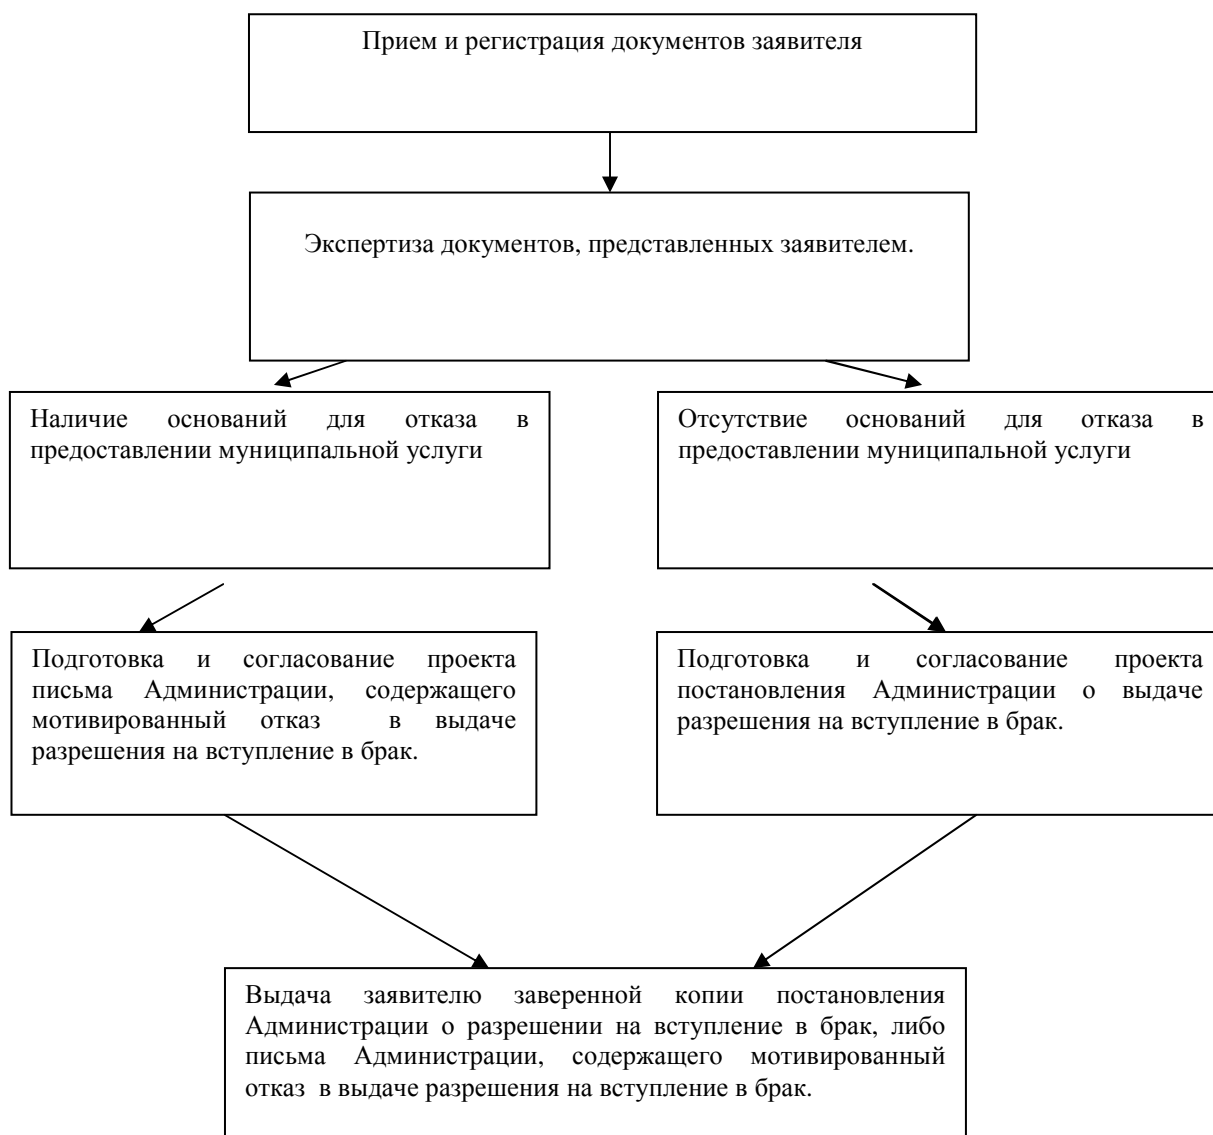 Прием и регистрация документов заявителя
Экспертиза документов, представленных заявителем.
Наличие оснований для отказа в
предоставлении муниципальной услуги
Отсутствие оснований для отказа в
предоставлении муниципальной услуги
Подготовка и согласование проекта
письма Администрации, содержащего
мотивированный отказ в выдаче
разрешения на вступление в брак.
Подготовка и согласование проекта
постановления Администрации о выдаче
разрешения на вступление в брак.
Выдача заявителю заверенной копии постановления
Администрации о разрешении на вступление в брак, либо
письма Администрации, содержащего мотивированный
отказ в выдаче разрешения на вступление в брак.